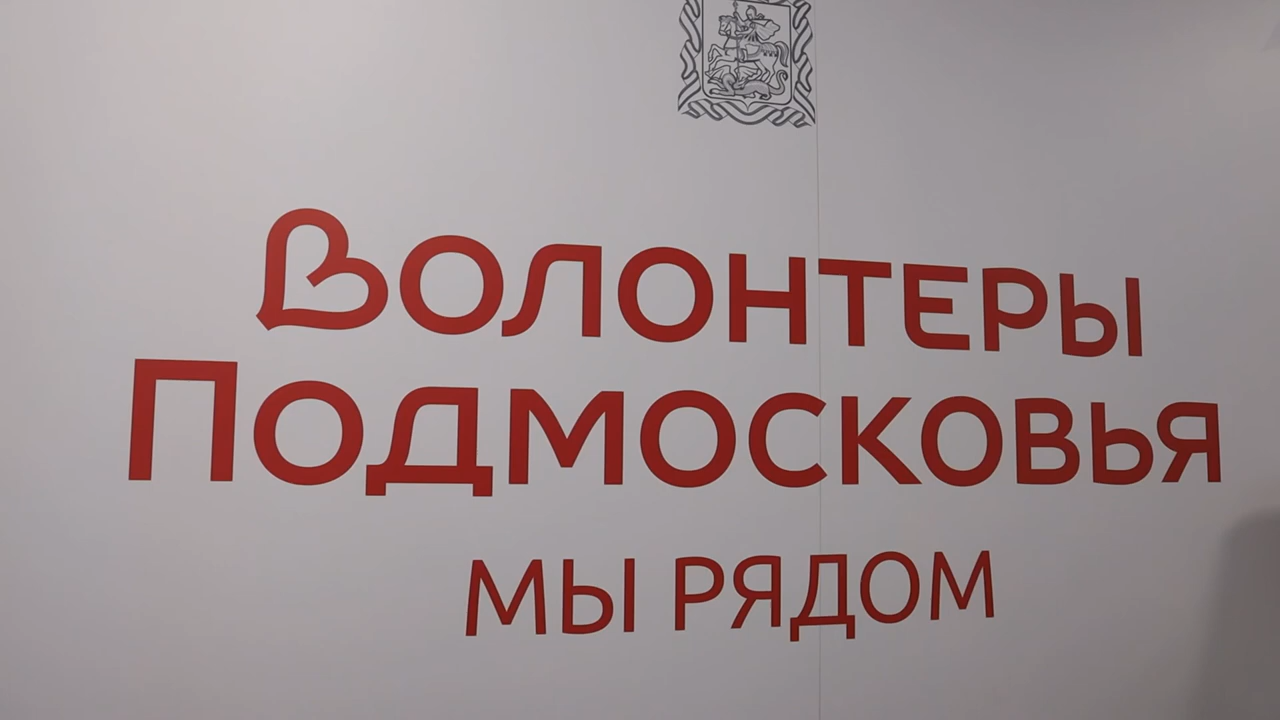 Волонтеры
Подмосковья
мы рядом